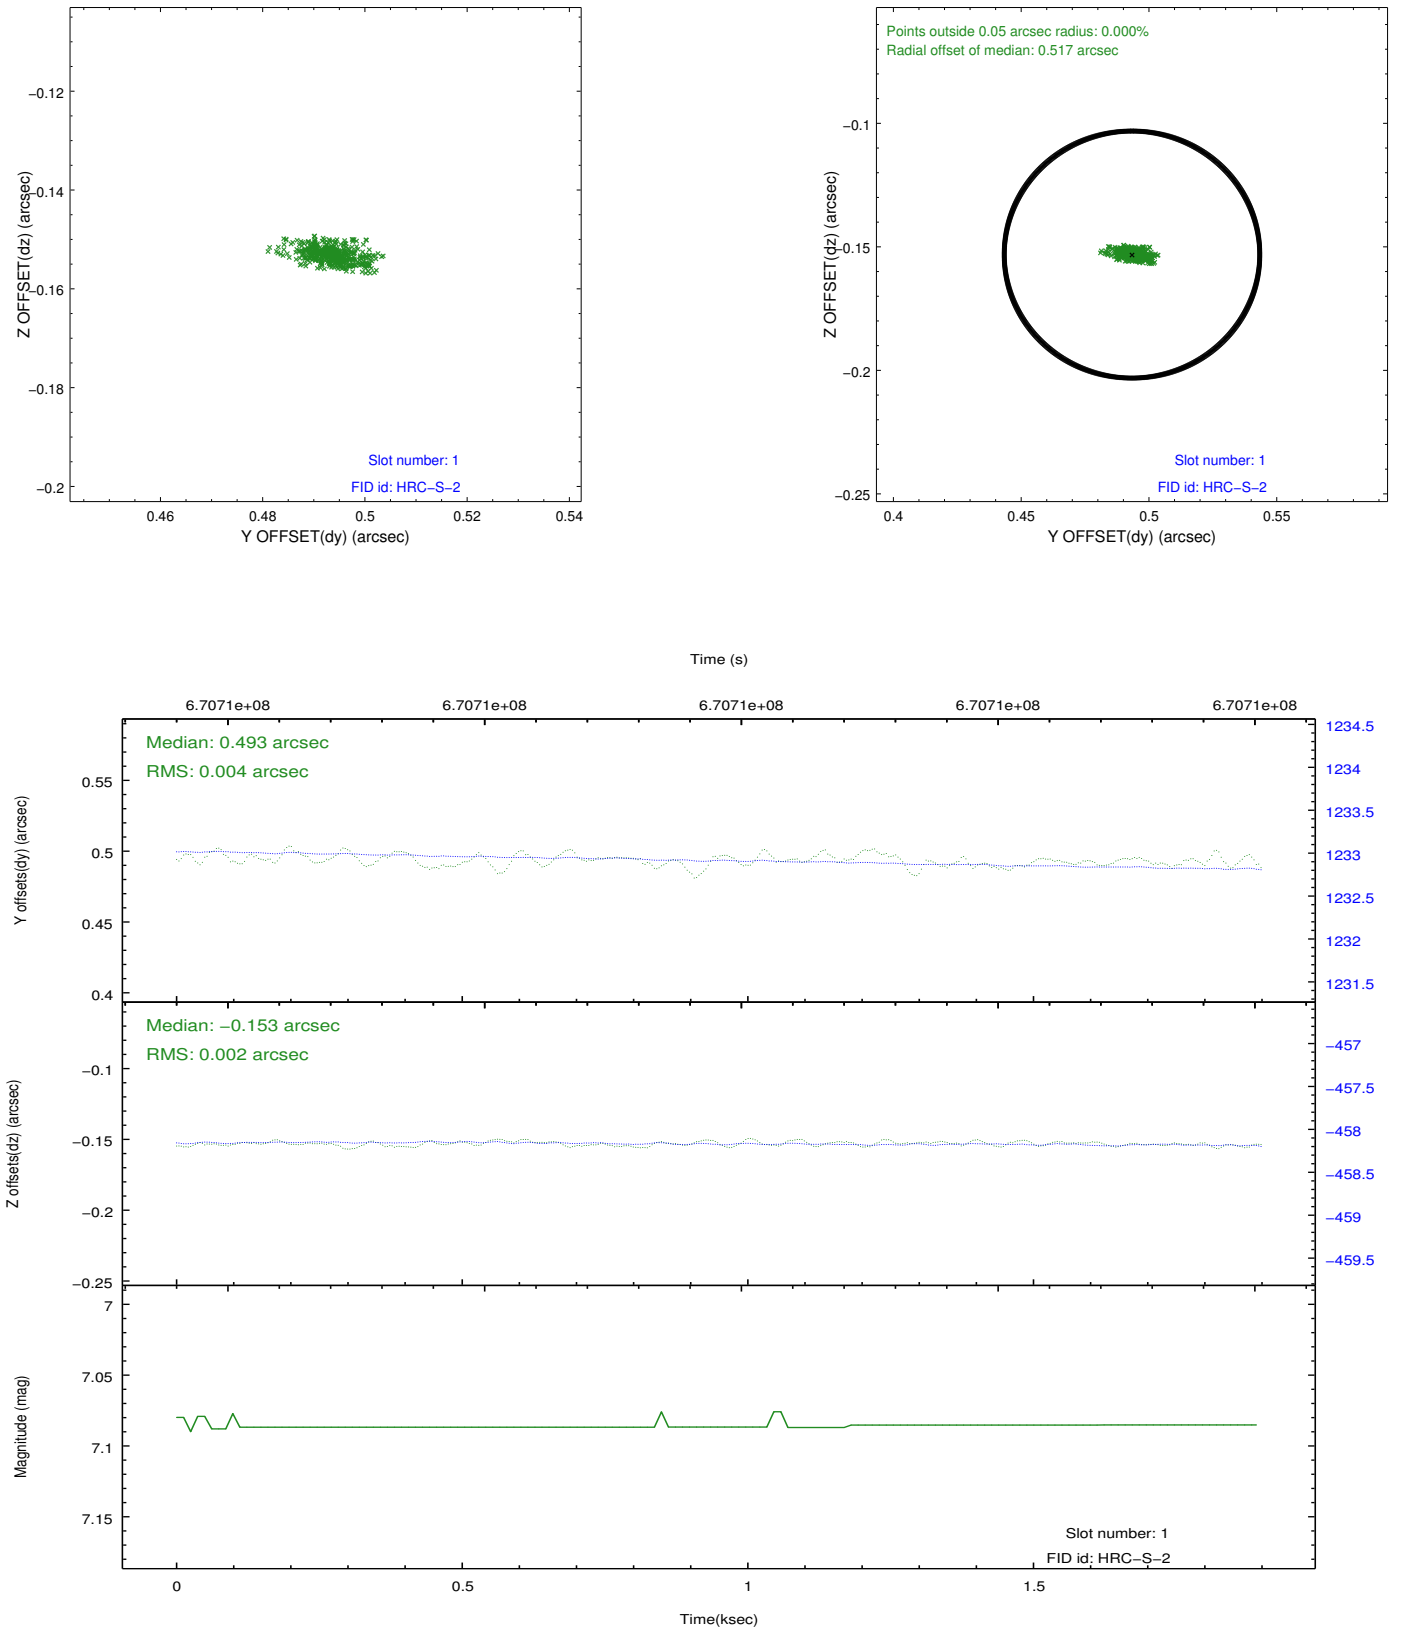 −0.12
−0.14
−0.16
−0.18
−0.2
Z OFFSET(dz) (arcsec)
Slot number: 1
FID id: HRC−S−2
0.46 0.48 0.5 0.52 0.54
Y OFFSET(dy) (arcsec)
Points outside 0.05 arcsec radius: 0.000%
Radial offset of median: 0.517 arcsec
−0.1
−0.15
−0.2
−0.25
Z OFFSET(dz) (arcsec)
Slot number: 1
FID id: HRC−S−2
0.4 0.45 0.5 0.55
Y OFFSET(dy) (arcsec)
Time (s)
6.7071e+08 6.7071e+08 6.7071e+08 6.7071e+08 6.7071e+08
Median: 0.493 arcsec
RMS: 0.004 arcsec
0.55
0.5
0.45
0.4
Y offsets(dy) (arcsec)
1234.5
1234
1233.5
1233
1232.5
1232
1231.5
Median: −0.153 arcsec
RMS: 0.002 arcsec
−0.1
−0.15
−0.2
−0.25
Z offsets(dz) (arcsec)
−457
−457.5
−458
−458.5
−459
−459.5
7
7.05
7.1
7.15
Magnitude (mag)
Slot number: 1
FID id: HRC−S−2
0 0.5 1 1.5
Time(ksec)